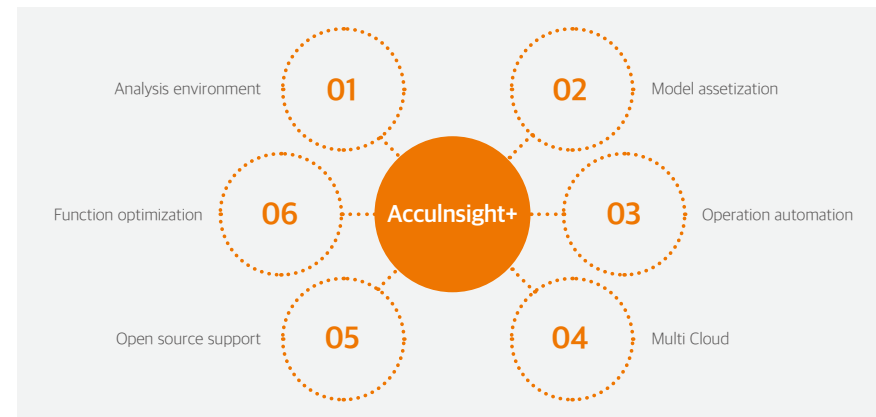 Analysis environment
01
02
Model assetization
Function optimization
06
AccuInsight+
03
Operation automation
Open source support
05
04
Multi Cloud